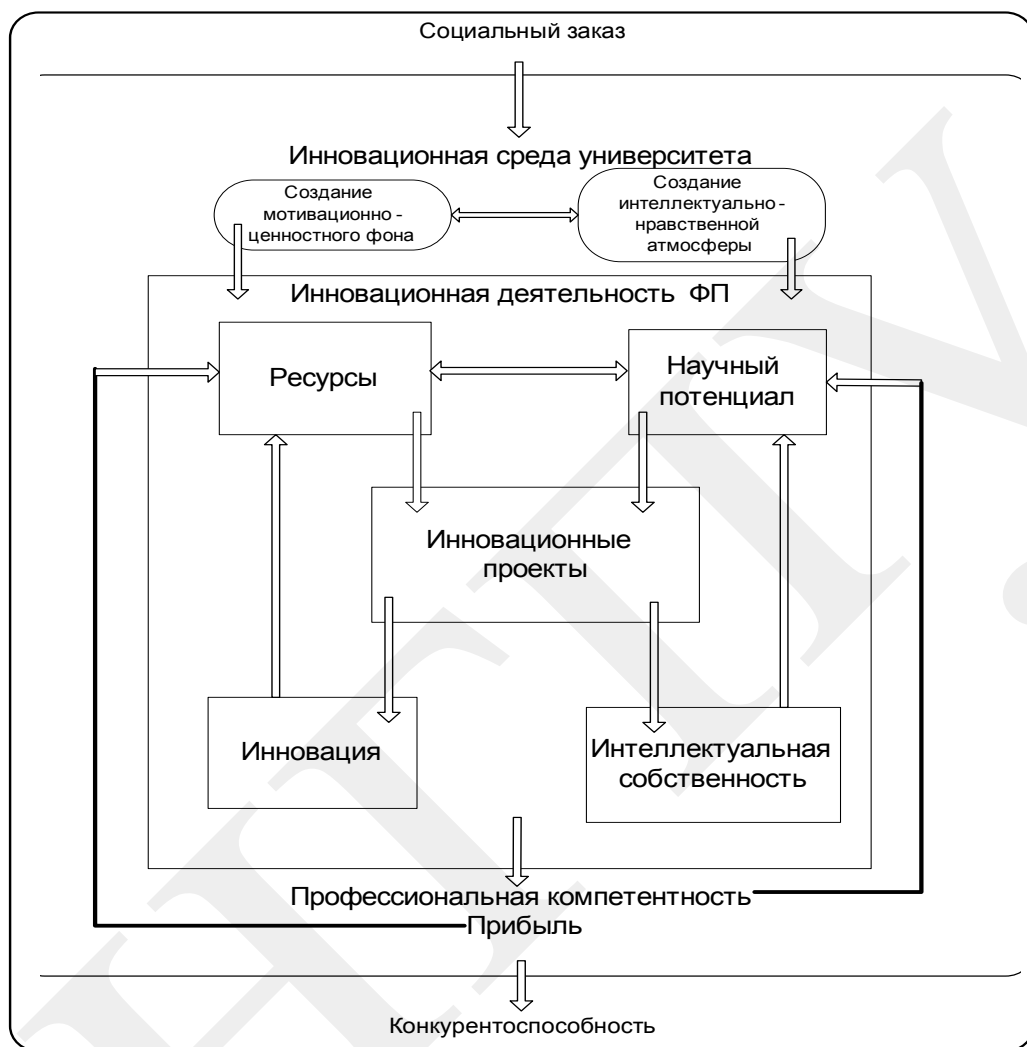 Социальный заказ
Инновационная среда университета
Создание
мотивационно -
ценностного фона
Создание
интеллектуально -
нравственной
атмосферы
Инновационная деятельность ФП
Ресурсы
Научный
потенциал
Инновационные
проекты
Инновация
Интеллектуальная
собственность
Профессиональная компетентность
Прибыль
Конкурентоспособность